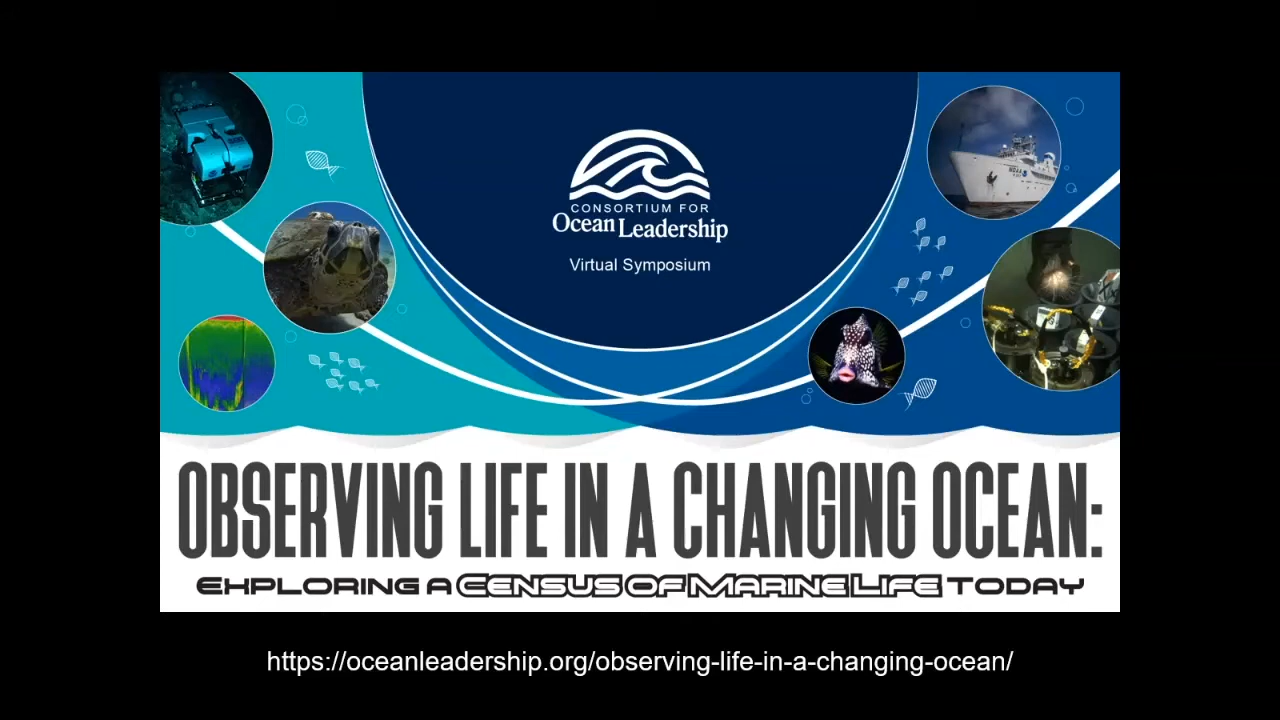 CONSORTIUM FOR
Ocean Leadership
Virtual Symposium
NOAA
OBSERVING LIFE IN A CHANGING OCEAN:
EXPLORING A CENSUS OF MARINE LIFE TODAY
https://oceanleadership.org/observing-life-in-a-changing-ocean/